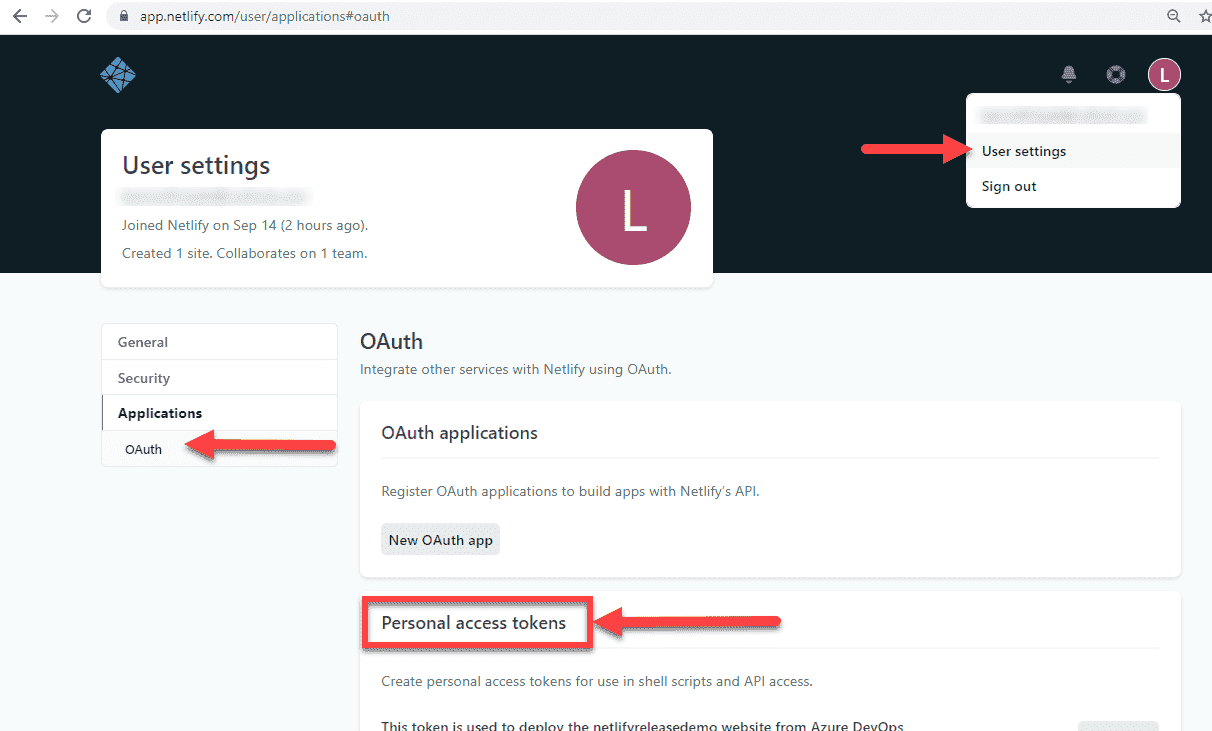 app.netlify.com/user/applications#oauth
L
User settings
Sign out
User settings
Joined Netlify on Sep 14 (2 hours ago).
Created 1 site. Collaborates on 1 team.
L
General
Security
Applications
OAuth
OAuth
Integrate other services with Netlify using OAuth.
OAuth applications
Register OAuth applications to build apps with Netlify's API.
New OAuth app
Personal access tokens
Create personal access tokens for use in shell scripts and API access.
This token is used to deploy the netlifyreleasedemo website from Azure DevOps